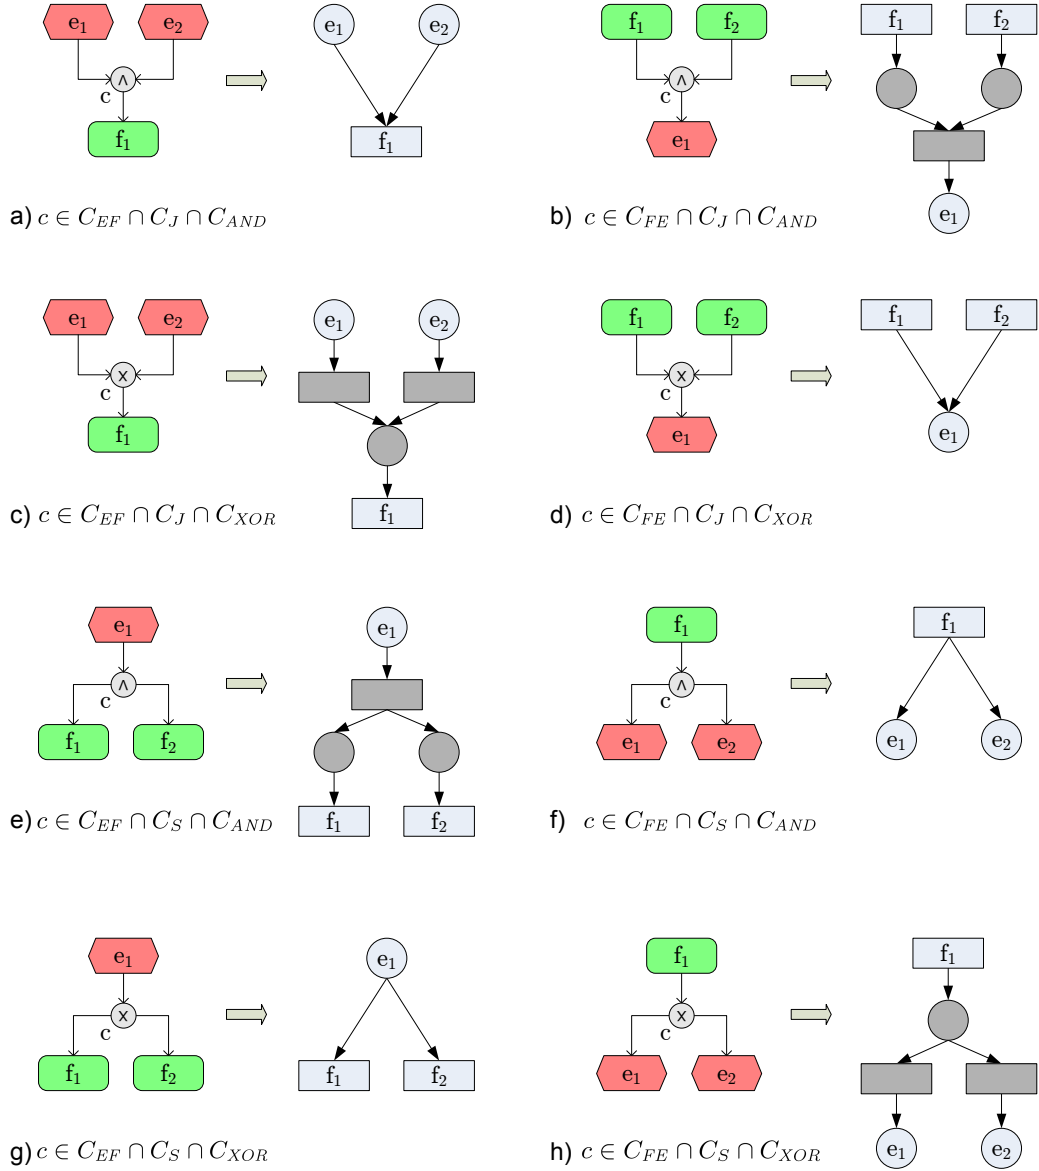 e₁ e₂ e₁ e₂ f₁ f₂ f₁ f₂
∧ ∧
c c
f₁ f₁ e₁
a) c ∈ C_EF ∩ C_J ∩ C_AND
b) c ∈ C_FE ∩ C_J ∩ C_AND
e₁
e₁ e₂ e₁ e₂ f₁ f₂ f₁ f₂
x x
c c
f₁ e₁ e₁
c) c ∈ C_EF ∩ C_J ∩ C_XOR
f₁
d) c ∈ C_FE ∩ C_J ∩ C_XOR
e₁ e₁ f₁ f₁
∧ ∧
c c
f₁ f₂ e₁ e₂ e₁ e₂
e) c ∈ C_EF ∩ C_S ∩ C_AND
f₁ f₂
f) c ∈ C_FE ∩ C_S ∩ C_AND
e₁ e₁ f₁ f₁
x x
c c
f₁ f₂ f₁ f₂ e₁ e₂
g) c ∈ C_EF ∩ C_S ∩ C_XOR
h) c ∈ C_FE ∩ C_S ∩ C_XOR
e₁ e₂